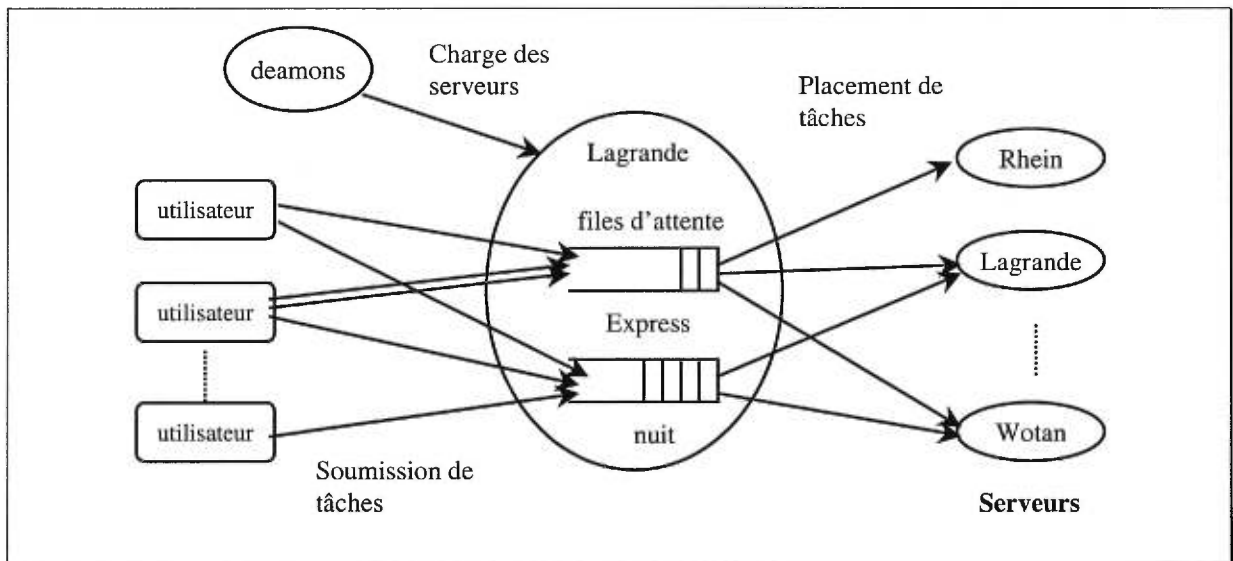 deamons
Charge des
serveurs
Placement de
tâches
Lagrande
Rhein
utilisateur
files d'attente
Lagrande
utilisateur
Express
utilisateur
nuit
Wotan
Soumission de
tâches
Serveurs